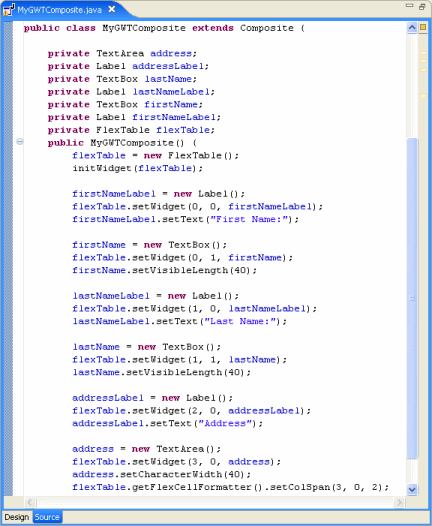 MyGWTComposite.java
public class MyGWTComposite extends Composite {
private TextArea address;
private Label addressLabel;
private TextBox lastName;
private Label lastNameLabel;
private TextBox firstName;
private Label firstNameLabel;
private FlexTable flexTable;
public MyGWTComposite() {
flexTable = new FlexTable();
initWidget(flexTable);
firstNameLabel = new Label();
flexTable.setWidget(0, 0, firstNameLabel);
firstNameLabel.setText("First Name:");
firstName = new TextBox();
flexTable.setWidget(0, 1, firstName);
firstName.setVisibleLength(40);
lastNameLabel = new Label();
flexTable.setWidget(1, 0, lastNameLabel);
lastNameLabel.setText("Last Name:");
lastName = new TextBox();
flexTable.setWidget(1, 1, lastName);
lastName.setVisibleLength(40);
addressLabel = new Label();
flexTable.setWidget(2, 0, addressLabel);
addressLabel.setText("Address");
address = new TextArea();
flexTable.setWidget(3, 0, address);
address.setCharacterWidth(40);
flexTable.getFlexCellFormatter().setColSpan(3, 0, 2);
Design Source